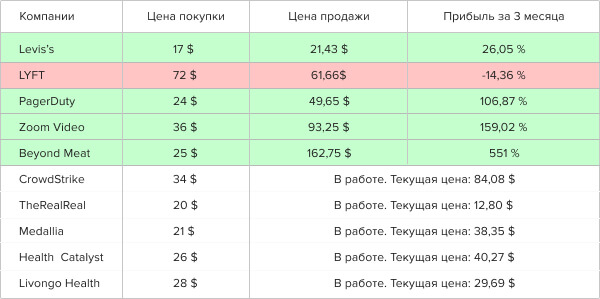 Компании Цена покупки Цена продажи Прибыль за 3 месяца
Levis's 17 $ 21,43 $ 26,05 %
LYFT 72 $ 61,66$ -14,36 %
PagerDuty 24 $ 49,65 $ 106,87 %
Zoom Video 36 $ 93,25 $ 159,02 %
Beyond Meat 25 $ 162,75 $ 551 %
CrowdStrike 34 $ В работе. Текущая цена: 84,08 $
TheRealReal 20 $ В работе. Текущая цена: 12,80 $
Medallia 21 $ В работе. Текущая цена: 38,35 $
Health Catalyst 26 $ В работе. Текущая цена: 40,27 $
Livongo Health 28 $ В работе. Текущая цена: 29,69 $